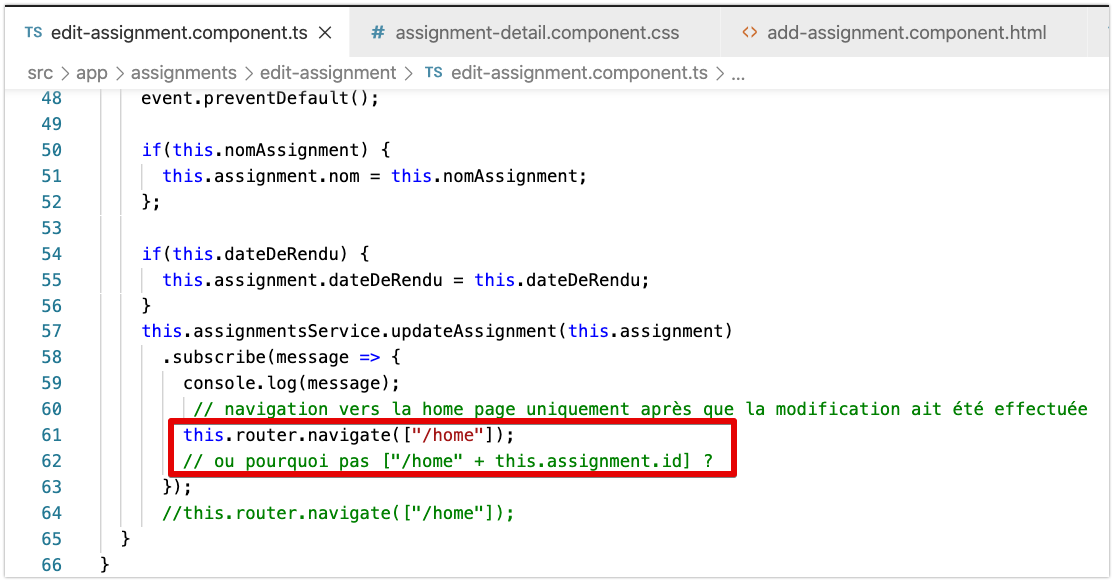 TS edit-assignment.component.ts × # assignment-detail.component.css <> add-assignment.component.html
src > app > assignments > edit-assignment > TS edit-assignment.component.ts > ...
48 event.preventDefault();
49
50 if(this.nomAssignment) {
51 this.assignment.nom = this.nomAssignment;
52 };
53
54 if(this.dateDeRendu) {
55 this.assignment.dateDeRendu = this.dateDeRendu;
56 }
57 this.assignmentsService.updateAssignment(this.assignment)
58 .subscribe(message => {
59 console.log(message);
60 // navigation vers la home page uniquement après que la modification ait été effectuée
61 this.router.navigate(["/home"]);
62 // ou pourquoi pas ["/home" + this.assignment.id] ?
63 });
64 //this.router.navigate(["/home"]);
65 }
66 }